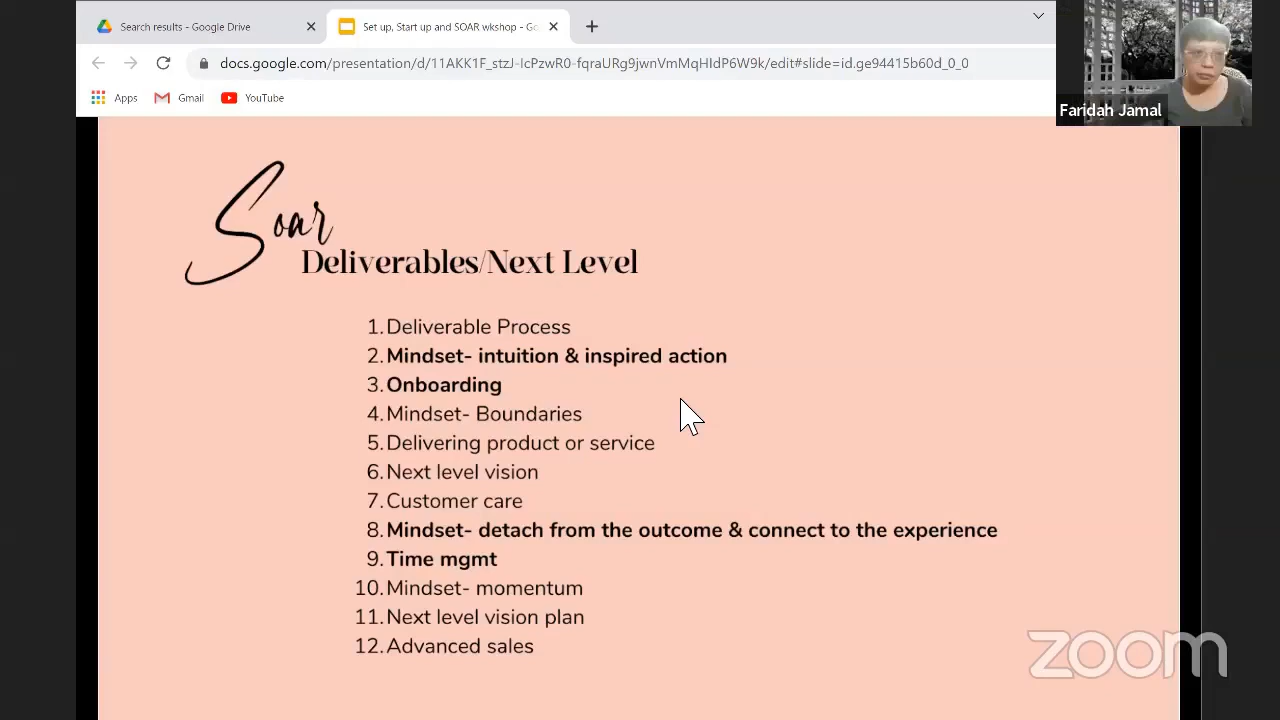 Search results - Google Drive
Set up, Start up and SOAR wkshop - Go
docs.google.com/presentation/d/11AKK1F_stzJ-IcPzwR0-fqraURg9jwnVmMqHIdP6W9k/edit#slide=id.ge94415b60d_0_0
Apps Gmail YouTube
Faridah Jamal
Soar
Deliverables/Next Level
1. Deliverable Process
2. Mindset- intuition & inspired action
3. Onboarding
4. Mindset- Boundaries
5. Delivering product or service
6. Next level vision
7. Customer care
8. Mindset- detach from the outcome & connect to the experience
9. Time mgmt
10. Mindset- momentum
11. Next level vision plan
12. Advanced sales
zoom